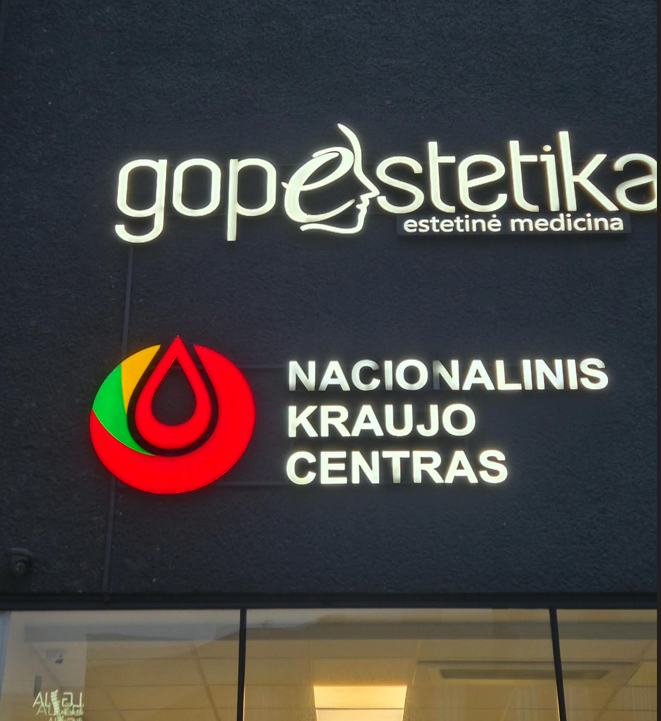 gopestetika
estetinė medicina
NACIONALINIS
KRAUJO
CENTRAS